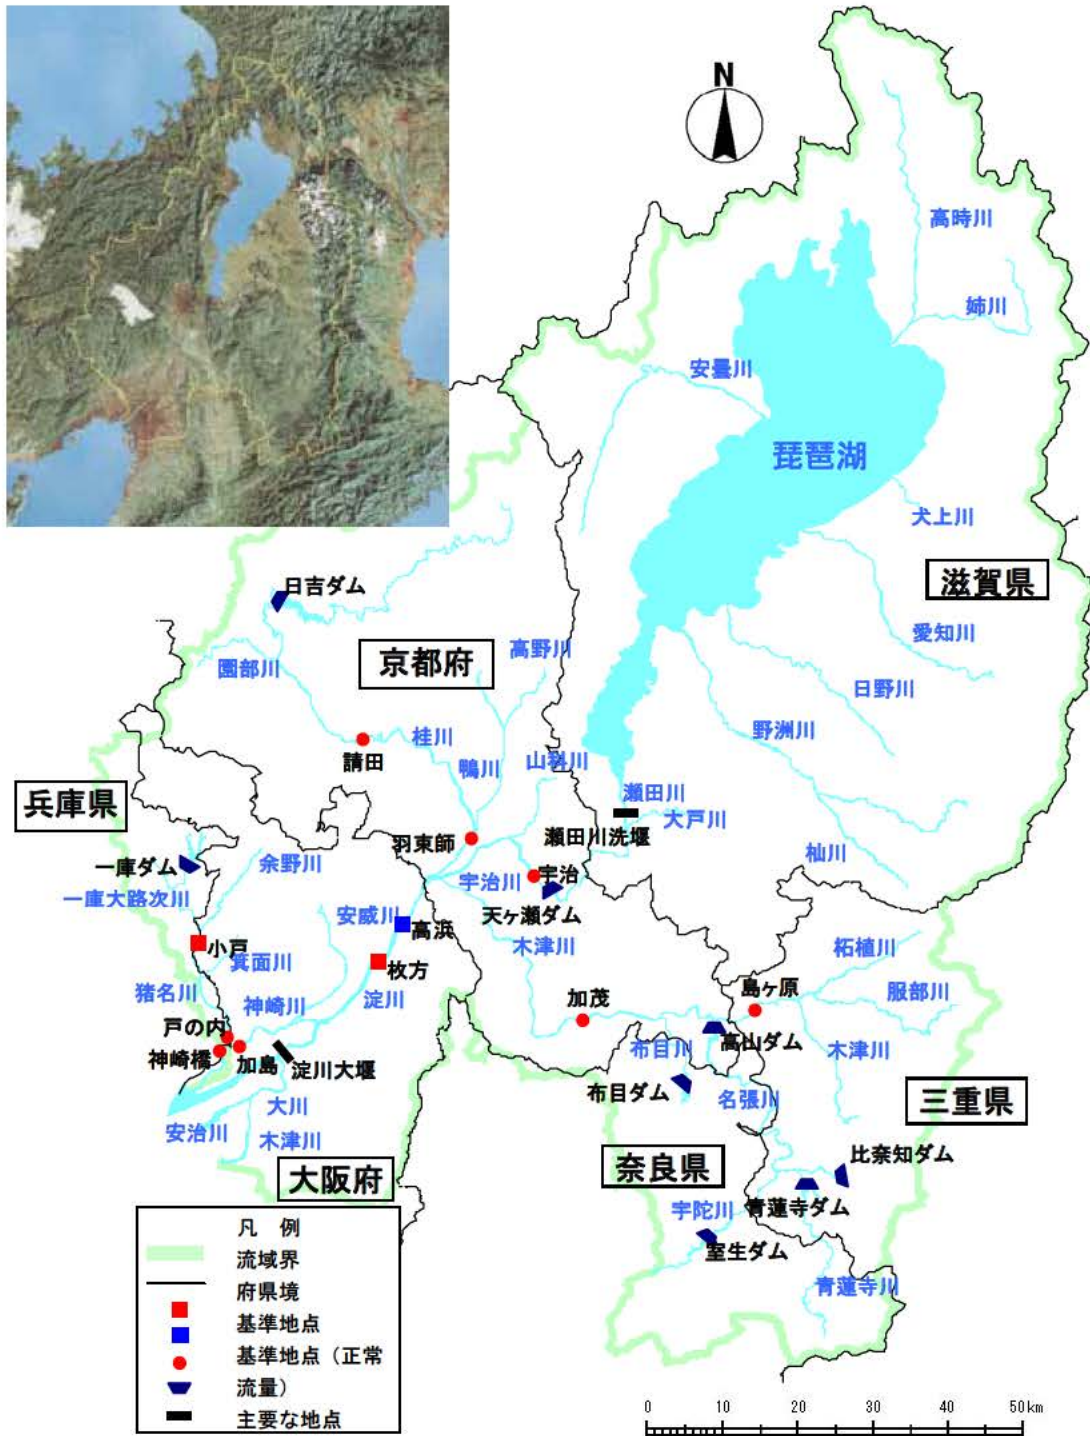 N
高時川
姉川
安曇川
琵琶湖
犬上川
滋賀県
日吉ダム
愛知川
高野川
京都府
園部川
日野川
野洲川
桂川
請田
鴨川
山科川
瀬田川
大戸川
兵庫県
瀬田川洗堰
羽束師
杣川
余野川
一庫ダム
宇治川
宇治
一庫大路次川
天ヶ瀬ダム
安威川
高浜
木津川
小戸
柘植川
箕面川
枚方
猪名川
島ヶ原
服部川
神崎川
淀川
加茂
戸の内
高山ダム
布目川
木津川
神崎橋
加島
淀川大堰
布目ダム
名張川
大川
三重県
安治川
木津川
比奈知ダム
奈良県
大阪府
宇陀川
青蓮寺ダム
室生ダム
青蓮寺川
凡 例
流域界
府県境
基準地点
基準地点（正常
流量）
主要な地点
0 10 20 30 40 50km